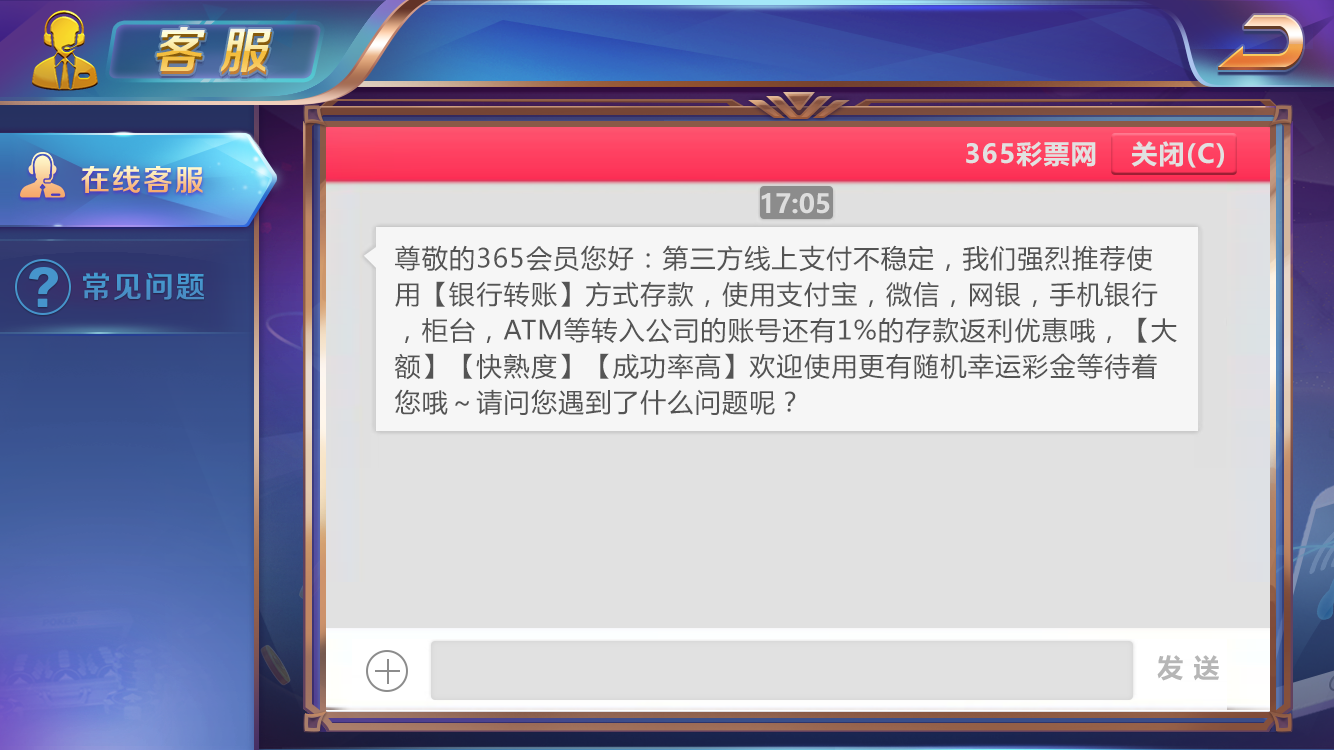 客服
365彩票网 关闭(C)
在线客服
常见问题
17:05
尊敬的365会员您好：第三方线上支付不稳定，我们强烈推荐使
用【银行转账】方式存款，使用支付宝，微信，网银，手机银行
，柜台，ATM等转入公司的账号还有1%的存款返利优惠哦，【大
额】【快熟度】【成功率高】欢迎使用更有随机幸运彩金等待着
您哦～请问您遇到了什么问题呢？
发送